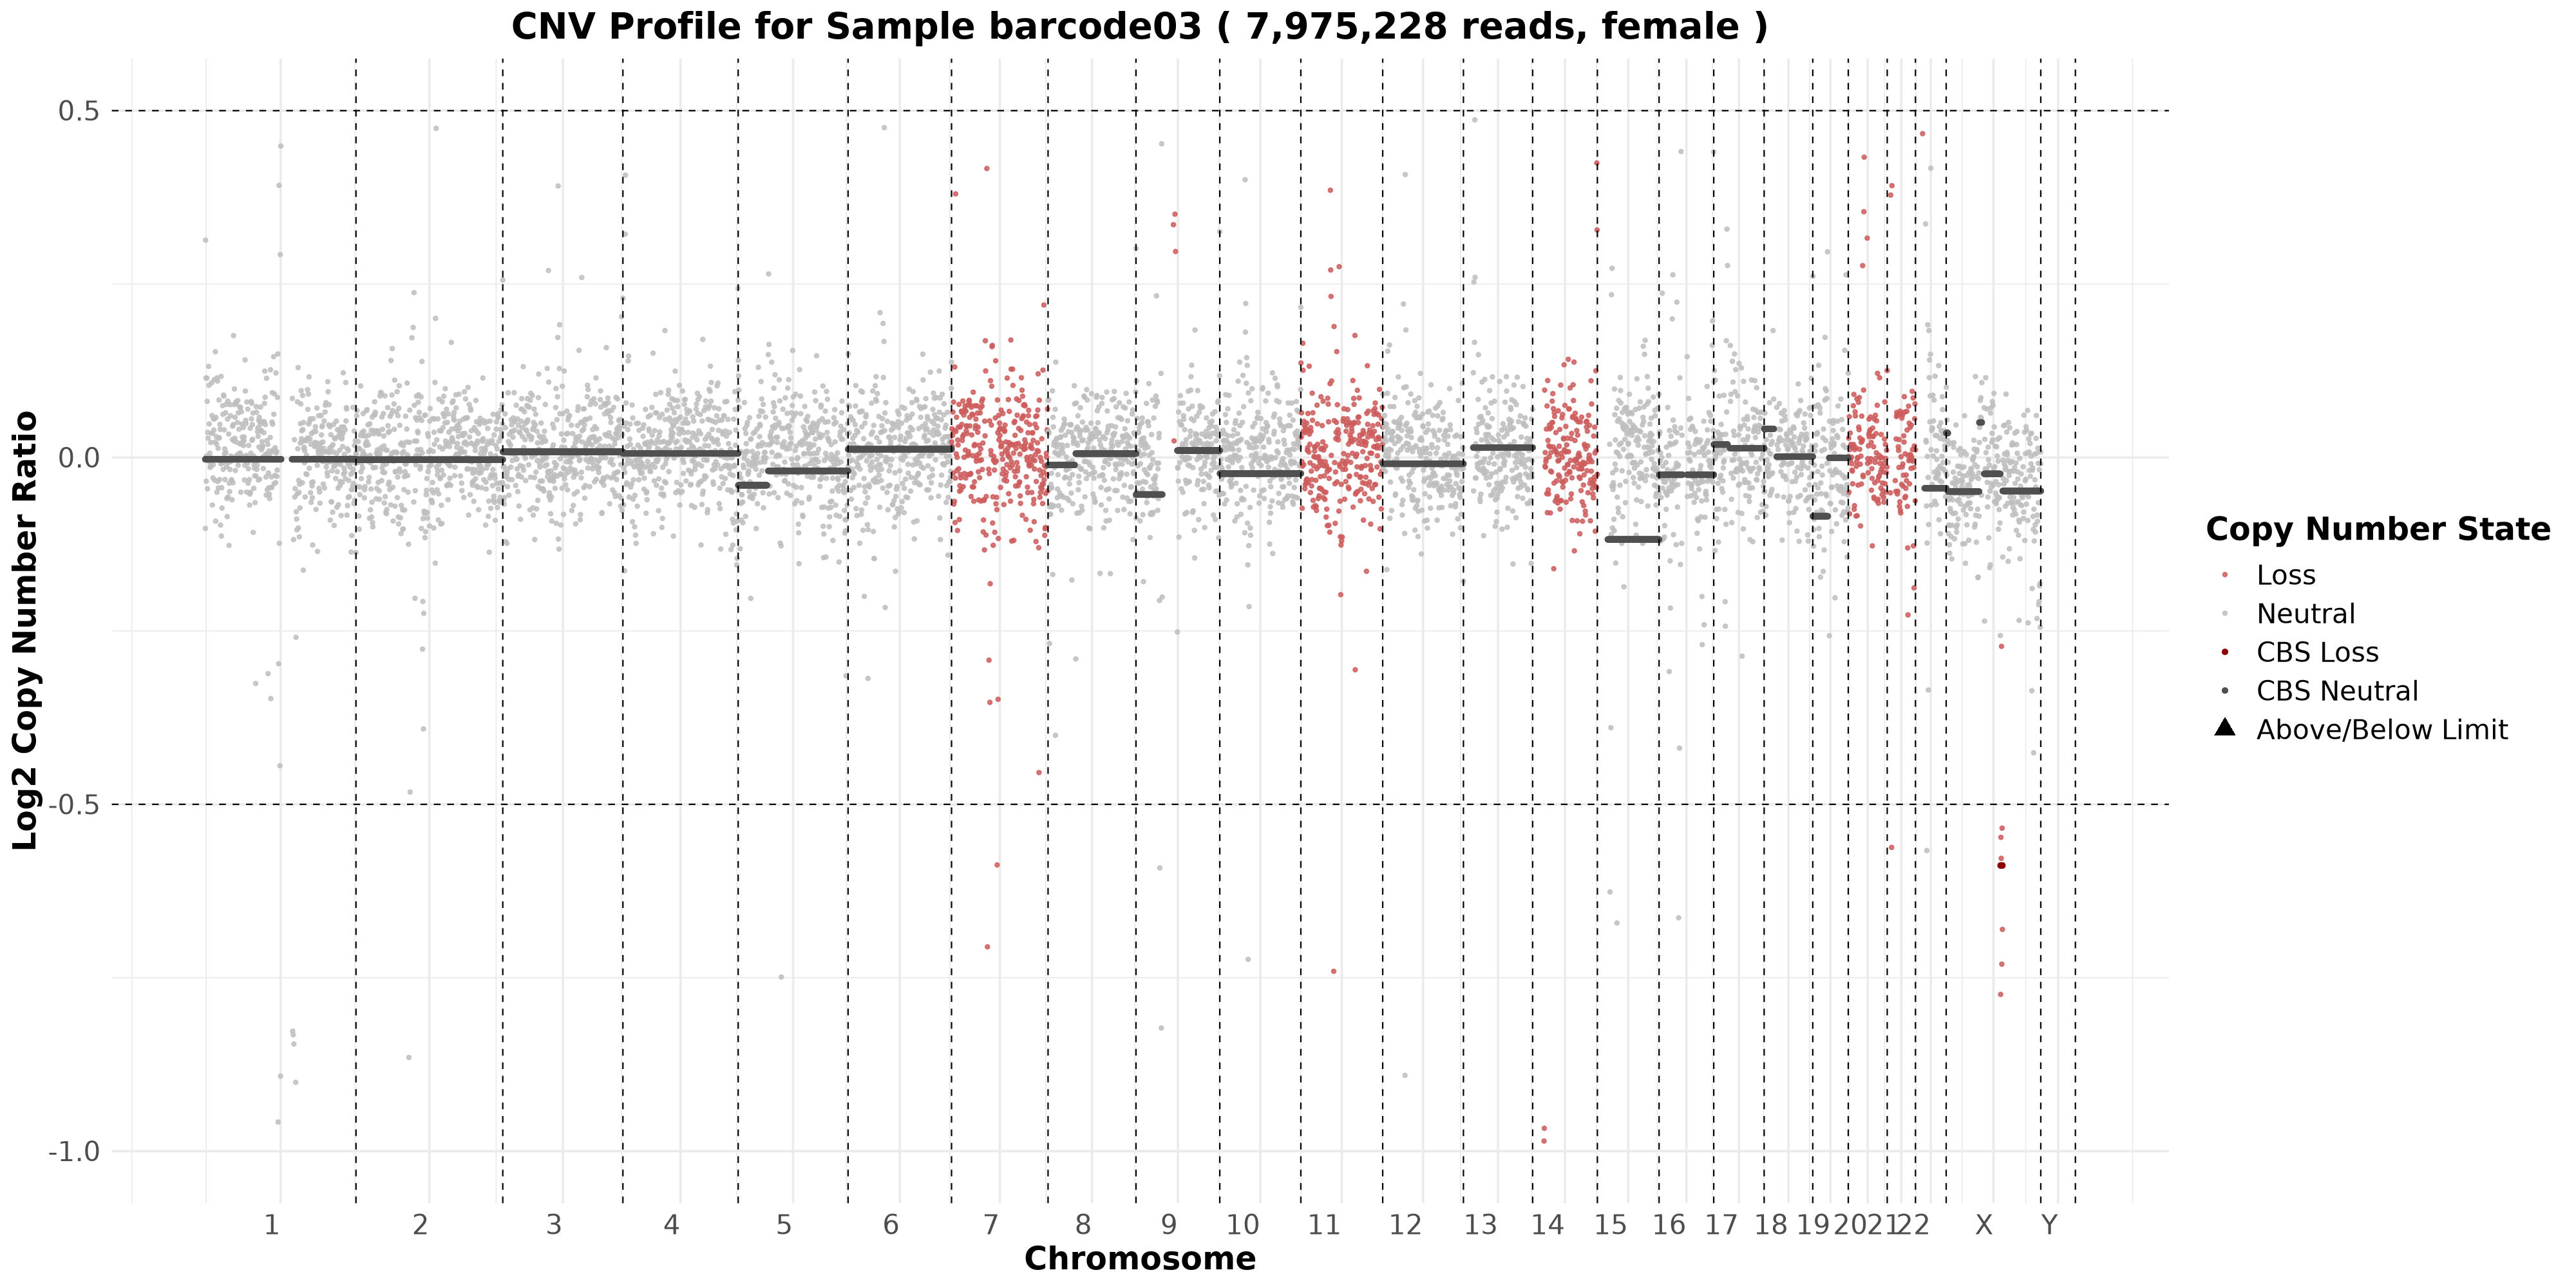 CNV Profile for Sample barcode03 ( 7,975,228 reads, female )
Log2 Copy Number Ratio
0.5
0.0
-0.5
-1.0
1 2 3 4 5 6 7 8 9 10 11 12 13 14 15 16 17 18 19 20 21 22 X Y
Chromosome
Copy Number State
Loss
Neutral
CBS Loss
CBS Neutral
Above/Below Limit